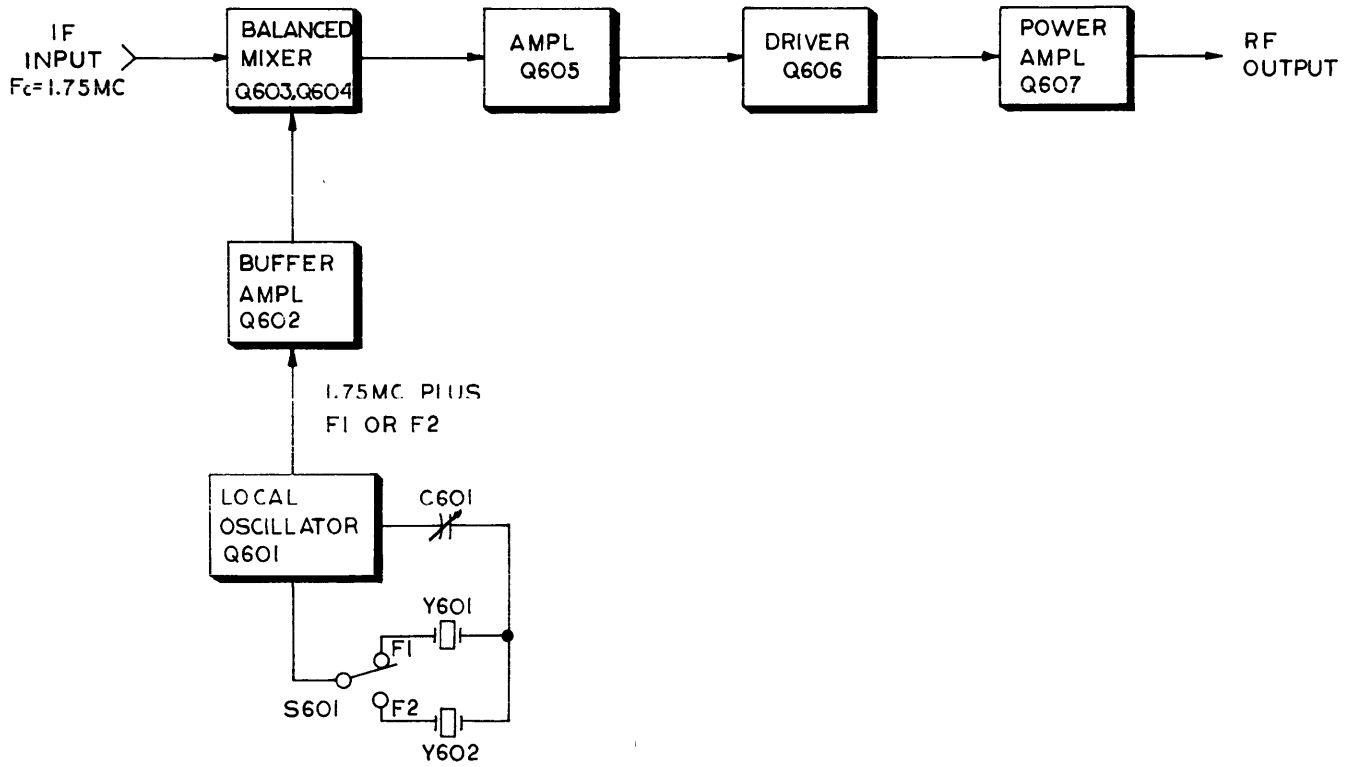 IF
INPUT
Fc=1.75MC
BALANCED
MIXER
Q603,Q604
AMPL
Q605
DRIVER
Q606
POWER
AMPL
Q607
RF
OUTPUT
BUFFER
AMPL
Q602
1.75MC PLUS
F1 OR F2
LOCAL
OSCILLATOR
Q601
C601
Y601
F1
S601
F2
Y602